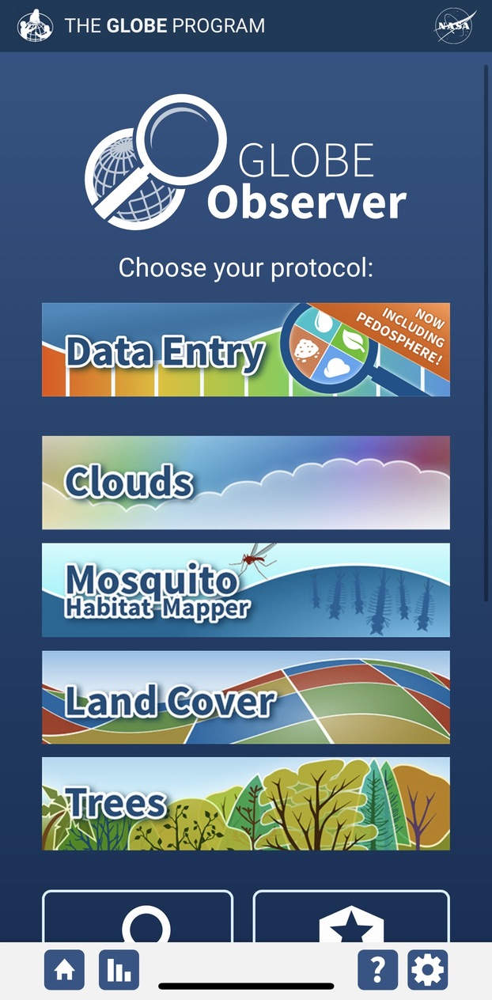 THE GLOBE PROGRAM
NASA
GLOBE
Observer
Choose your protocol:
Data Entry
NOW
INCLUDING
PEDOSPHERE!
Clouds
Mosquito
Habitat Mapper
Land Cover
Trees
?